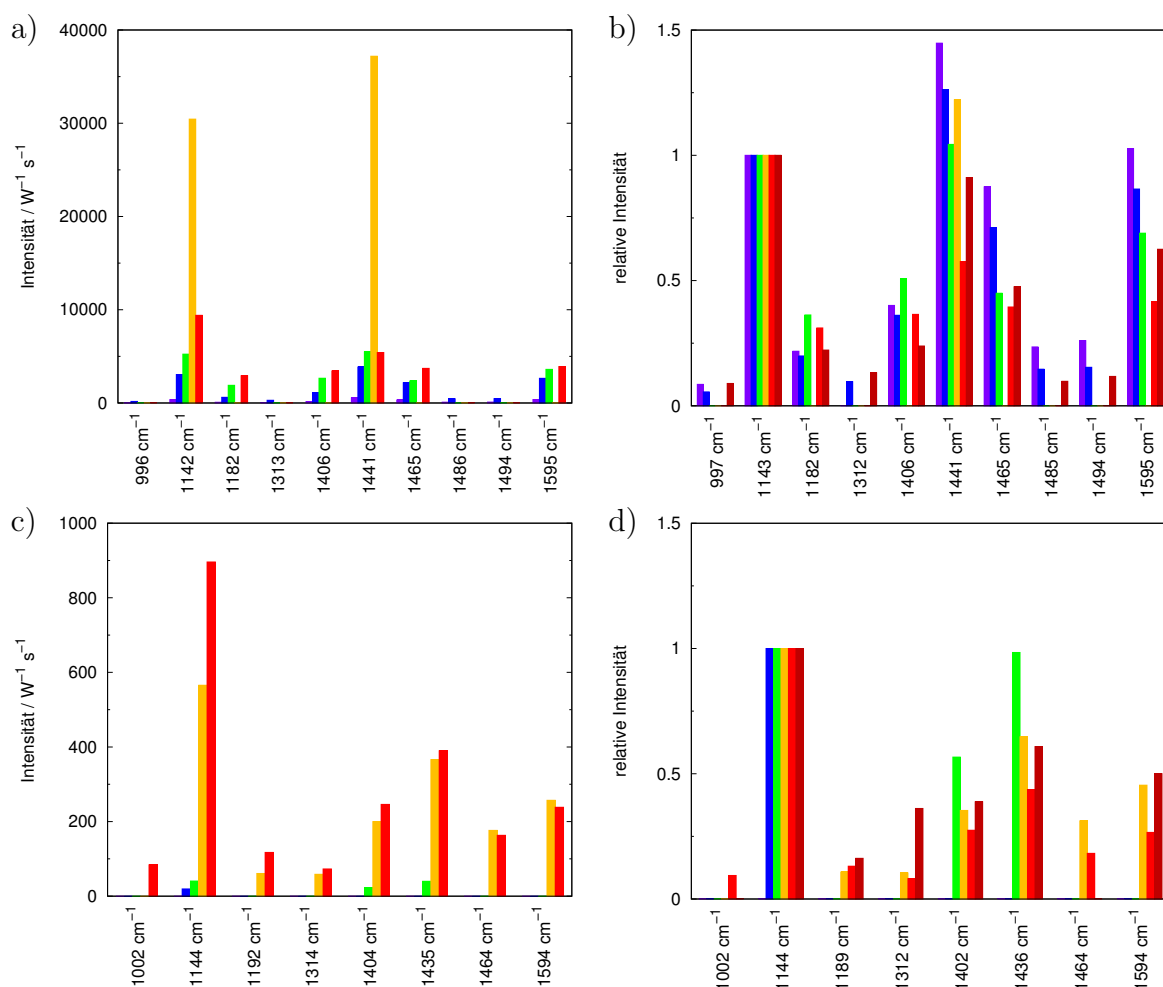 a)
40000
30000
20000
10000
0
Intensität / W⁻¹ s⁻¹
996 cm⁻¹
1142 cm⁻¹
1182 cm⁻¹
1313 cm⁻¹
1406 cm⁻¹
1441 cm⁻¹
1465 cm⁻¹
1486 cm⁻¹
1494 cm⁻¹
1595 cm⁻¹
b)
1.5
1
0.5
0
relative Intensität
997 cm⁻¹
1143 cm⁻¹
1182 cm⁻¹
1312 cm⁻¹
1406 cm⁻¹
1441 cm⁻¹
1465 cm⁻¹
1485 cm⁻¹
1494 cm⁻¹
1595 cm⁻¹
c)
1000
800
600
400
200
0
Intensität / W⁻¹ s⁻¹
1002 cm⁻¹
1144 cm⁻¹
1192 cm⁻¹
1314 cm⁻¹
1404 cm⁻¹
1435 cm⁻¹
1464 cm⁻¹
1594 cm⁻¹
d)
1.5
1
0.5
0
relative Intensität
1002 cm⁻¹
1144 cm⁻¹
1189 cm⁻¹
1312 cm⁻¹
1402 cm⁻¹
1436 cm⁻¹
1464 cm⁻¹
1594 cm⁻¹